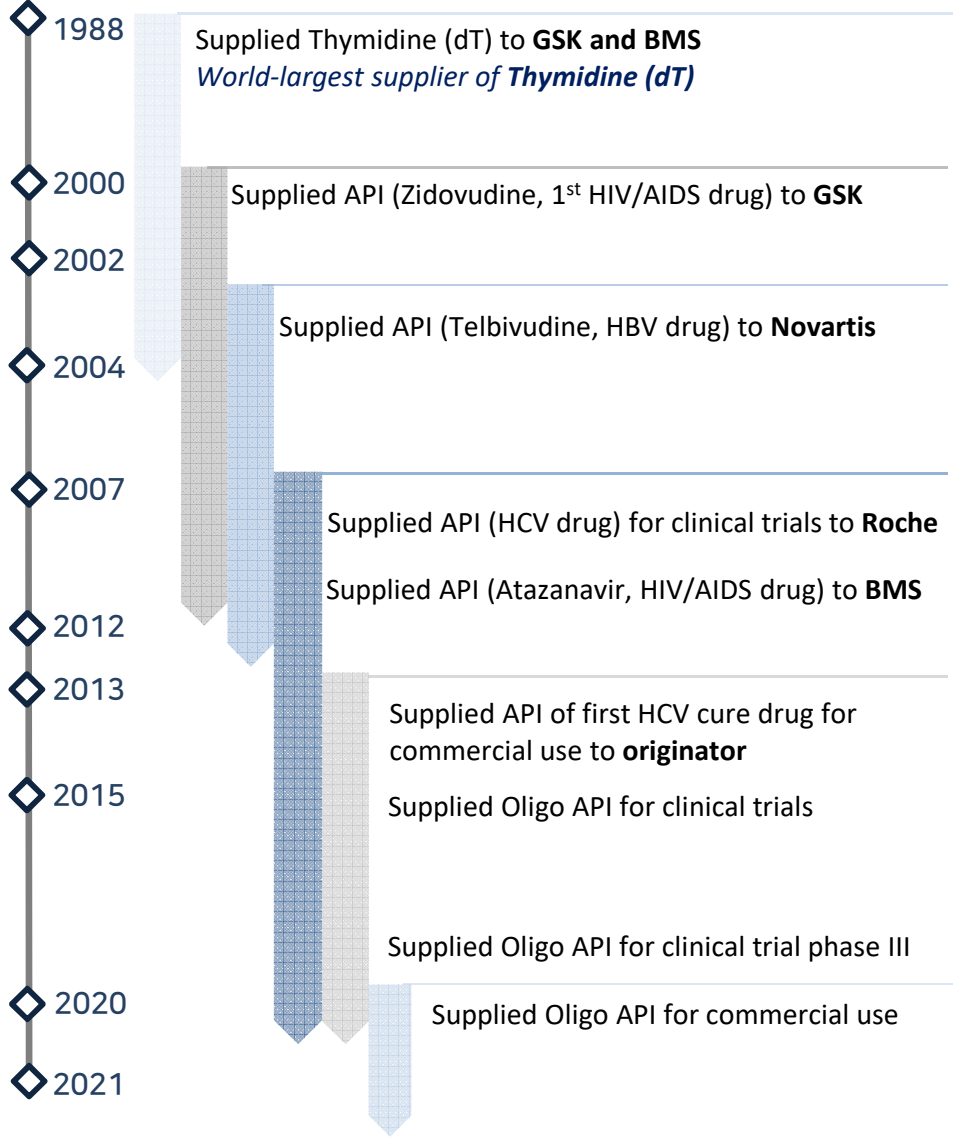 1988
Supplied Thymidine (dT) to GSK and BMS
World-largest supplier of Thymidine (dT)
2000
Supplied API (Zidovudine, 1st HIV/AIDS drug) to GSK
2002
Supplied API (Telbivudine, HBV drug) to Novartis
2004
2007
Supplied API (HCV drug) for clinical trials to Roche
Supplied API (Atazanavir, HIV/AIDS drug) to BMS
2012
2013
Supplied API of first HCV cure drug for
commercial use to originator
2015
Supplied Oligo API for clinical trials
Supplied Oligo API for clinical trial phase III
2020
Supplied Oligo API for commercial use
2021